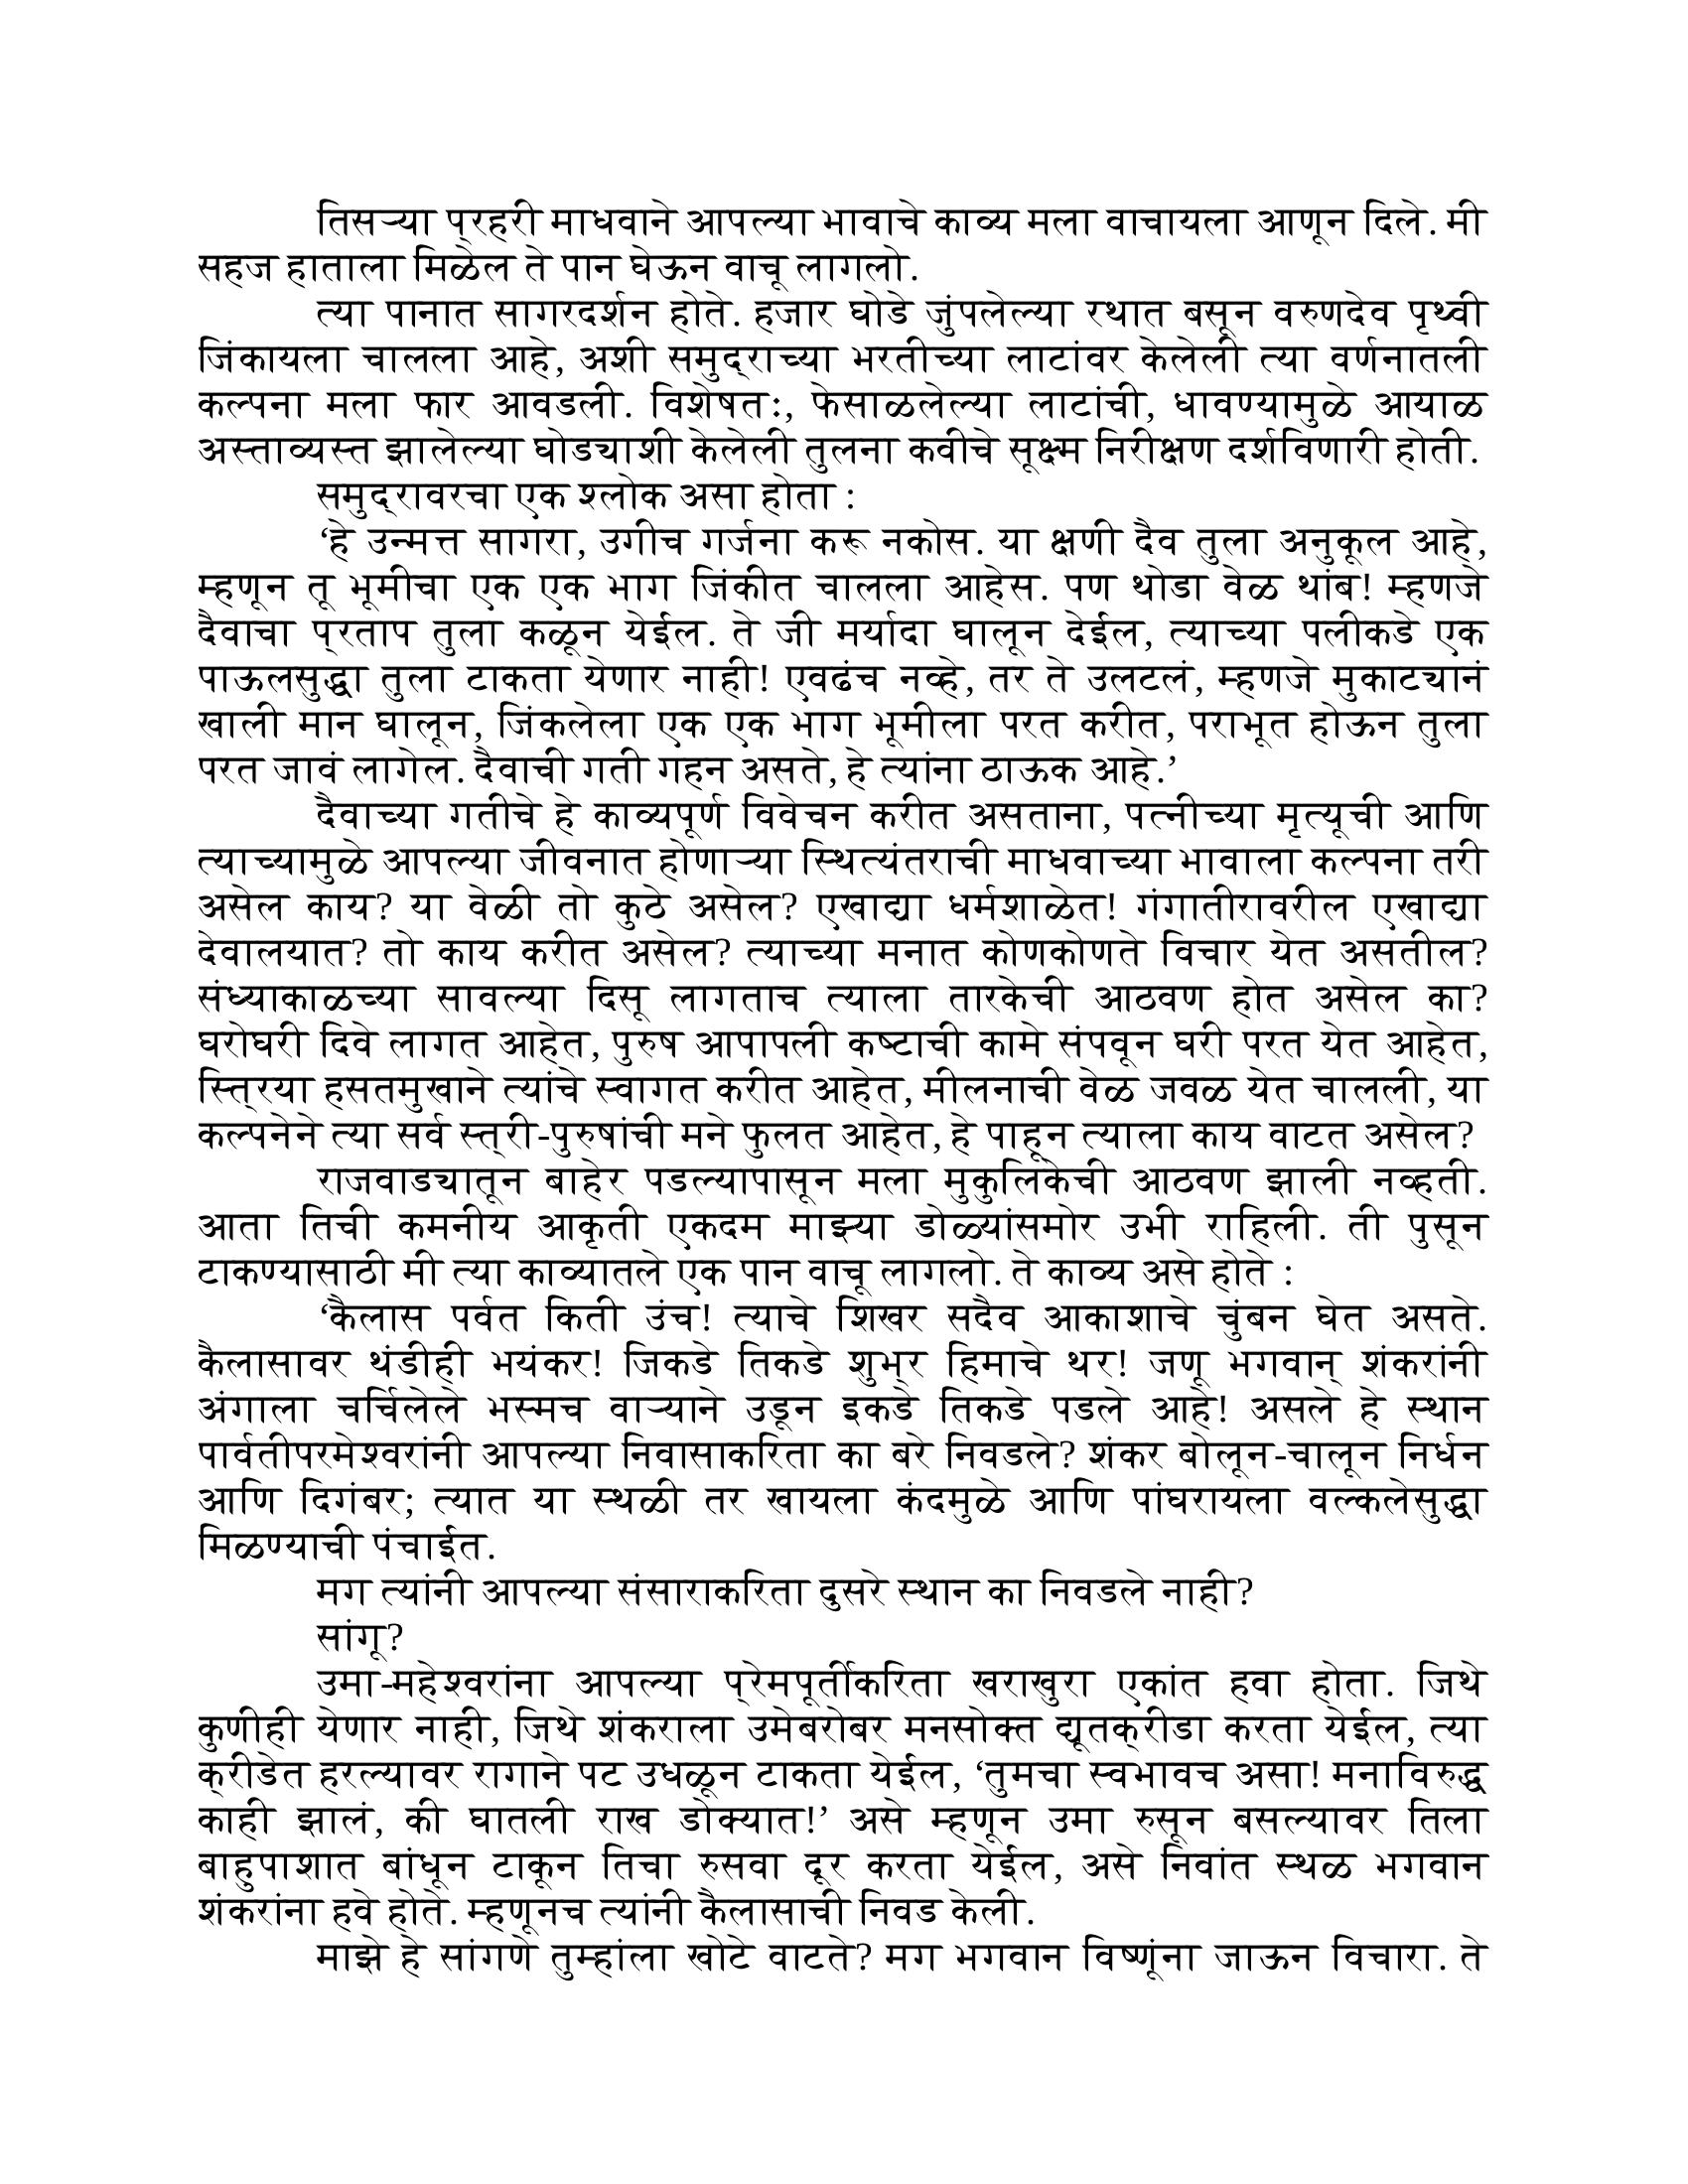 तिसऱ्या प्रहरी माधवाने आपल्या भावाचे काव्य मला वाचायला आणून दिले. मी
सहज हाताला मिळेल ते पान घेऊन वाचू लागलो.
त्या पानात सागरदर्शन होते. हजार घोडे जुंपलेल्या रथात बसून वरुणदेव पृथ्वी
जिंकायला चालला आहे, अशी समुद्राच्या भरतीच्या लाटांवर केलेली त्या वर्णनातली
कल्पना मला फार आवडली. विशेषतः, फेसाळलेल्या लाटांची, धावण्यामुळे आयाळ
अस्ताव्यस्त झालेल्या घोड्याशी केलेली तुलना कवीचे सूक्ष्म निरीक्षण दर्शविणारी होती.
समुद्रावरचा एक श्लोक असा होता :
‘हे उन्मत्त सागरा, उगीच गर्जना करू नकोस. या क्षणी दैव तुला अनुकूल आहे,
म्हणून तू भूमीचा एक एक भाग जिंकीत चालला आहेस. पण थोडा वेळ थांब! म्हणजे
दैवाचा प्रताप तुला कळून येईल. ते जी मर्यादा घालून देईल, त्याच्या पलीकडे एक
पाऊलसुद्धा तुला टाकता येणार नाही! एवढंच नव्हे, तर ते उलटलं, म्हणजे मुकाट्यानं
खाली मान घालून, जिंकलेला एक एक भाग भूमीला परत करीत, पराभूत होऊन तुला
परत जावं लागेल. दैवाची गती गहन असते, हे त्यांना ठाऊक आहे.’
दैवाच्या गतीचे हे काव्यपूर्ण विवेचन करीत असताना, पत्नीच्या मृत्यूची आणि
त्याच्यामुळे आपल्या जीवनात होणाऱ्या स्थित्यंतराची माधवाच्या भावाला कल्पना तरी
असेल काय? या वेळी तो कुठे असेल? एखाद्या धर्मशाळेत! गंगातीरावरील एखाद्या
देवालयात? तो काय करीत असेल? त्याच्या मनात कोणकोणते विचार येत असतील?
संध्याकाळच्या सावल्या दिसू लागताच त्याला तारकेची आठवण होत असेल का?
घरोघरी दिवे लागत आहेत, पुरुष आपापली कष्टाची कामे संपवून घरी परत येत आहेत,
स्त्रिया हसतमुखाने त्यांचे स्वागत करीत आहेत, मीलनाची वेळ जवळ येत चालली, या
कल्पनेने त्या सर्व स्त्री-पुरुषांची मने फुलत आहेत, हे पाहून त्याला काय वाटत असेल?
राजवाड्यातून बाहेर पडल्यापासून मला मुकुलिकेची आठवण झाली नव्हती.
आता तिची कमनीय आकृती एकदम माझ्या डोळ्यांसमोर उभी राहिली. ती पुसून
टाकण्यासाठी मी त्या काव्यातले एक पान वाचू लागलो. ते काव्य असे होते :
‘कैलास पर्वत किती उंच! त्याचे शिखर सदैव आकाशाचे चुंबन घेत असते.
कैलासावर थंडीही भयंकर! जिकडे तिकडे शुभ्र हिमाचे थर! जणू भगवान् शंकरांनी
अंगाला चर्चिलेले भस्मच वाऱ्याने उडून इकडे तिकडे पडले आहे! असले हे स्थान
पार्वतीपरमेश्वरांनी आपल्या निवासाकरिता का बरे निवडले? शंकर बोलून-चालून निर्धन
आणि दिगंबर; त्यात या स्थळी तर खायला कंदमुळे आणि पांघरायला वल्कलेसुद्धा
मिळण्याची पंचाईत.
मग त्यांनी आपल्या संसाराकरिता दुसरे स्थान का निवडले नाही?
सांगू?
उमा-महेश्वरांना आपल्या प्रेमपूर्तीकरिता खराखुरा एकांत हवा होता. जिथे
कुणीही येणार नाही, जिथे शंकराला उमेबरोबर मनसोक्त द्यूतक्रीडा करता येईल, त्या
क्रीडेत हरल्यावर रागाने पट उधळून टाकता येईल, ‘तुमचा स्वभावच असा! मनाविरुद्ध
काही झालं, की घातली राख डोक्यात!’ असे म्हणून उमा रुसून बसल्यावर तिला
बाहुपाशात बांधून टाकून तिचा रुसवा दूर करता येईल, असे निवांत स्थळ भगवान
शंकरांना हवे होते. म्हणूनच त्यांनी कैलासाची निवड केली.
माझे हे सांगणे तुम्हांला खोटे वाटते? मग भगवान विष्णूंना जाऊन विचारा. ते